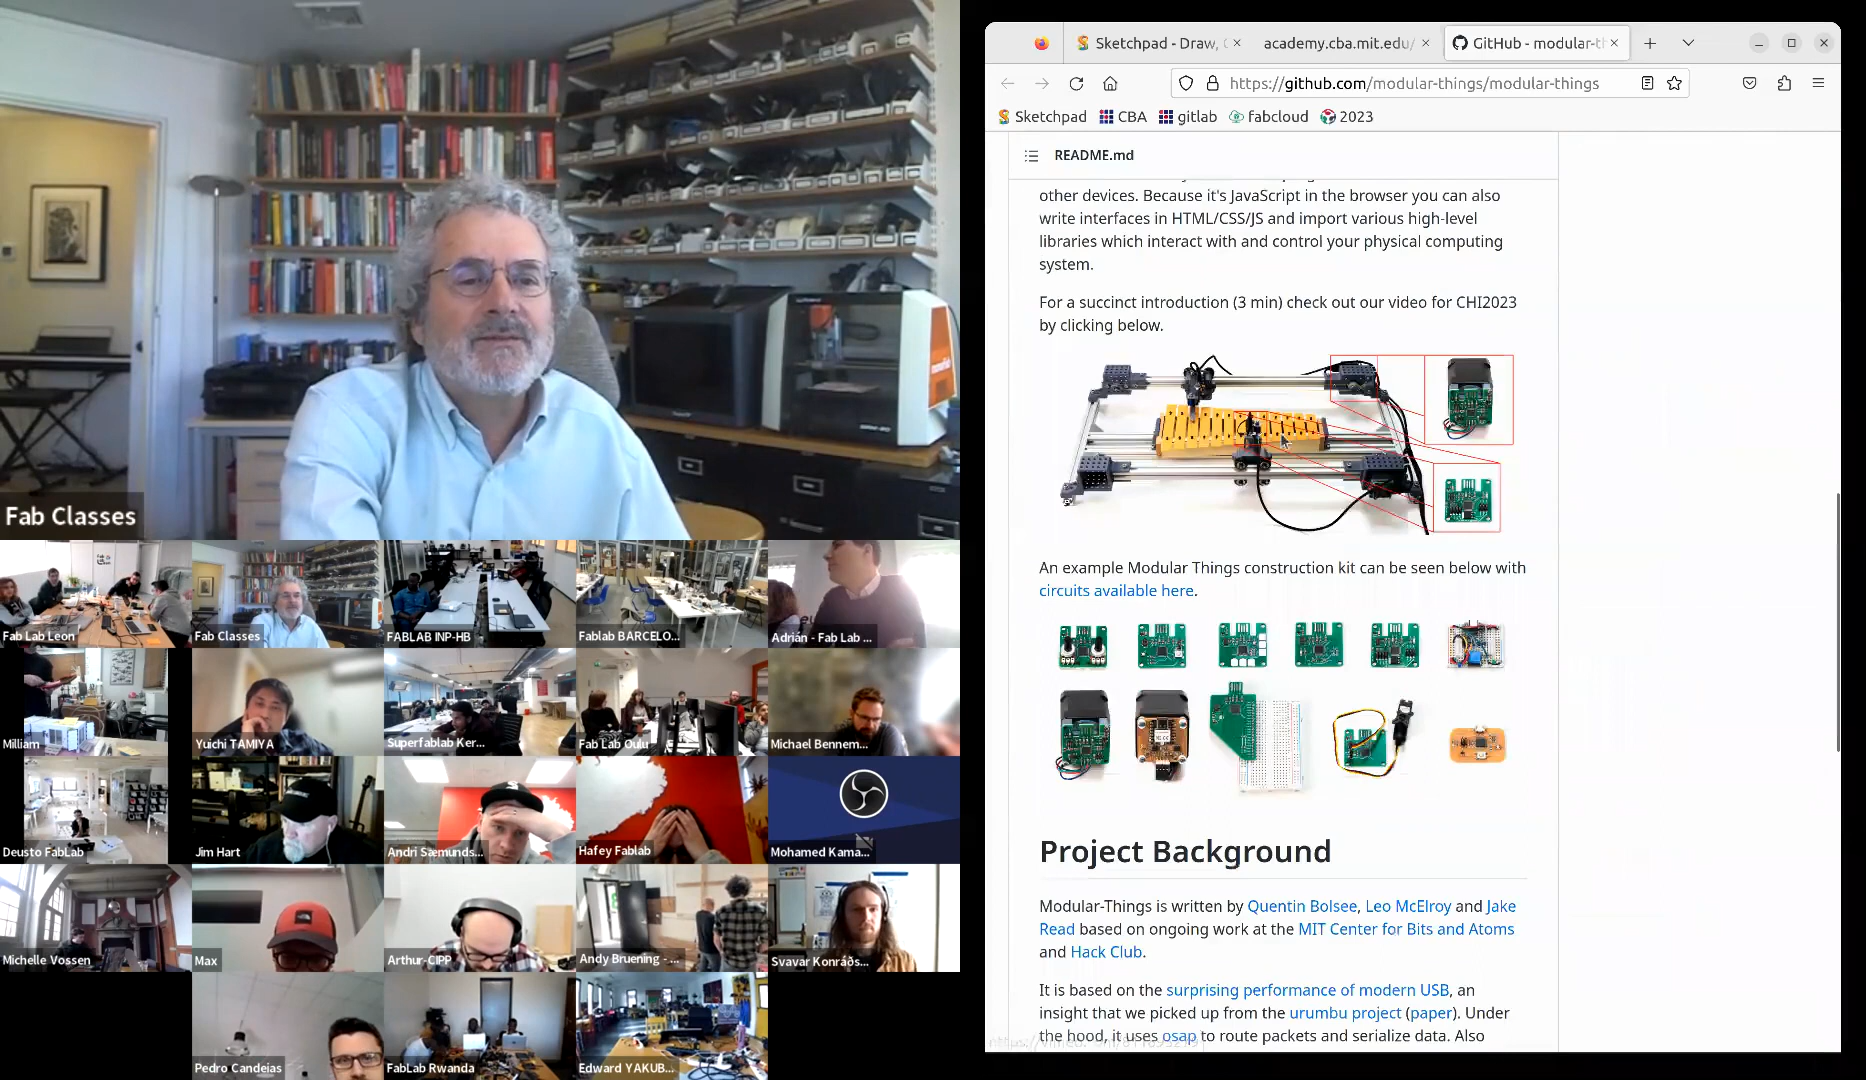 Fab Classes
Fab Lab Leon
Fab Classes
FABLAB INP-HB
Fablab BARCELO...
Adrián - Fab Lab ...
Milliam
Yuichi TAMIYA
Superfablab Ker...
Fab Lab Oulu
Michael Bennem...
Deusto FabLab
Jim Hart
Andri Sæmunds...
Hafey Fablab
Mohamed Kama...
Michelle Vossen
Max
Arthur-CIPP
Andy Bruening - ...
Svavar Konráðs...
Pedro Candeias
FabLab Rwanda
Edward YAKUB...
Sketchpad - Draw, C
academy.cba.mit.edu/
GitHub - modular-th
https://github.com/modular-things/modular-things
Sketchpad CBA gitlab fabcloud 2023
README.md
other devices. Because it's JavaScript in the browser you can also
write interfaces in HTML/CSS/JS and import various high-level
libraries which interact with and control your physical computing
system.
For a succinct introduction (3 min) check out our video for CHI2023
by clicking below.
An example Modular Things construction kit can be seen below with
circuits available here.
Project Background
Modular-Things is written by Quentin Bolsee, Leo McElroy and Jake
Read based on ongoing work at the MIT Center for Bits and Atoms
and Hack Club.
It is based on the surprising performance of modern USB, an
insight that we picked up from the urumbu project (paper). Under
the hood, it uses osap to route packets and serialize data. Also